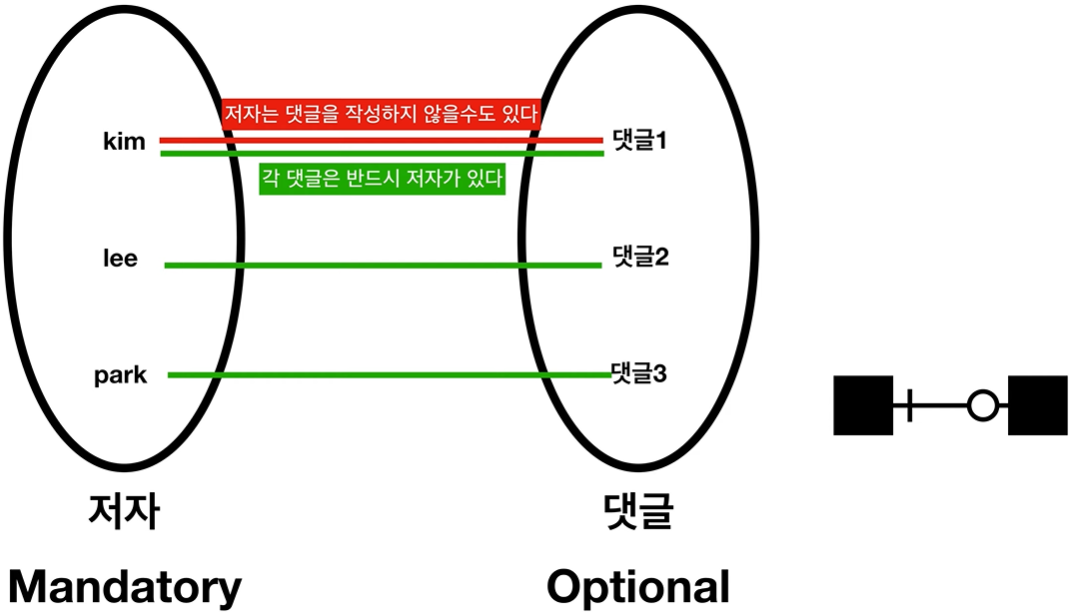 저자는 댓글을 작성하지 않을수도 있다
kim 댓글1
각 댓글은 반드시 저자가 있다
lee 댓글2
park 댓글3
저자 댓글
Mandatory Optional